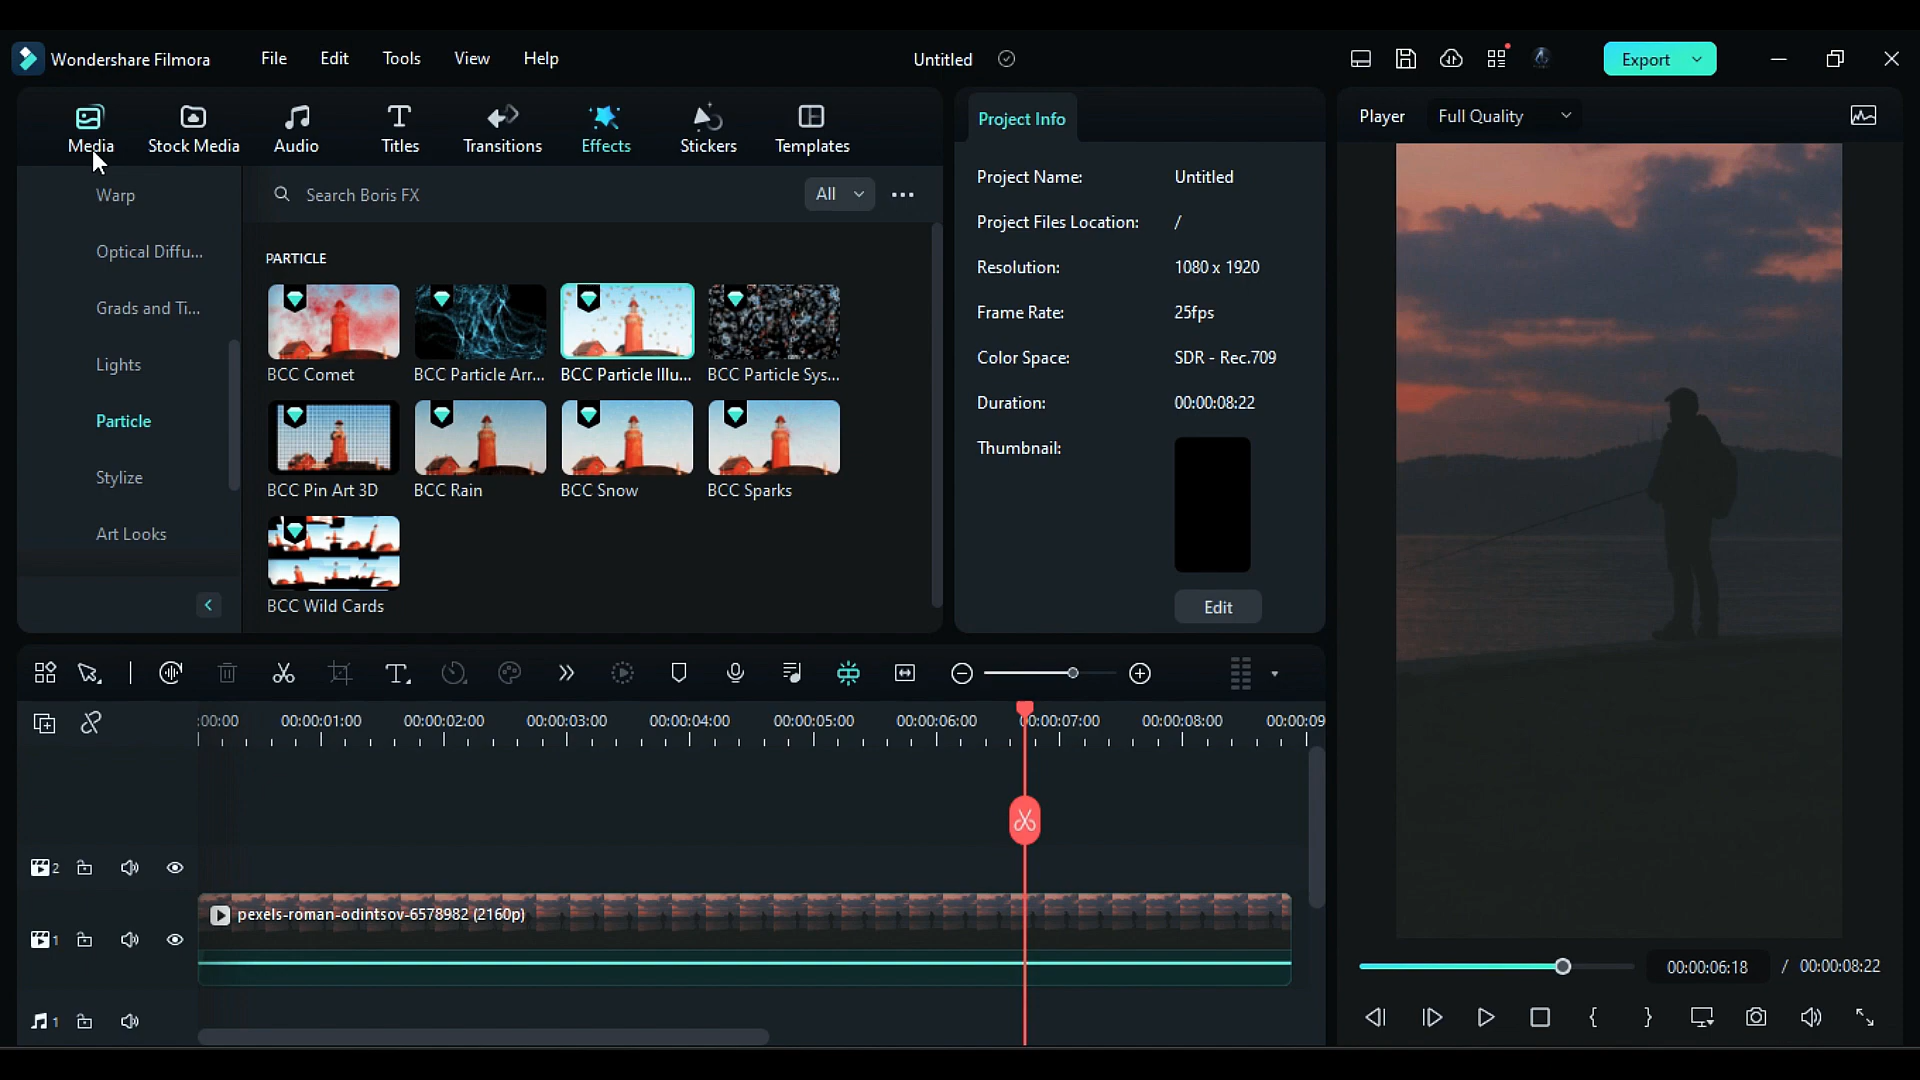 Wondershare Filmora
File
Edit
Tools
View
Help
Untitled
Export
Media
Stock Media
Audio
Titles
Transitions
Effects
Stickers
Templates
Warp
Optical Diffu...
Grads and Ti...
Lights
Particle
Stylize
Art Looks
Search Boris FX
All
PARTICLE
BCC Comet
BCC Particle Arr...
BCC Particle Illu...
BCC Particle Sys...
BCC Pin Art 3D
BCC Rain
BCC Snow
BCC Sparks
BCC Wild Cards
Project Info
Project Name: Untitled
Project Files Location: /
Resolution: 1080 x 1920
Frame Rate: 25fps
Color Space: SDR - Rec.709
Duration: 00:00:08:22
Thumbnail:
Edit
Player
Full Quality
00:00:06:18 / 00:00:08:22
:00:00
00:00:01:00
00:00:02:00
00:00:03:00
00:00:04:00
00:00:05:00
00:00:06:00
00:00:07:00
00:00:08:00
00:00:09
2
pexels-roman-odintsov-6578982 (2160p)
1
1